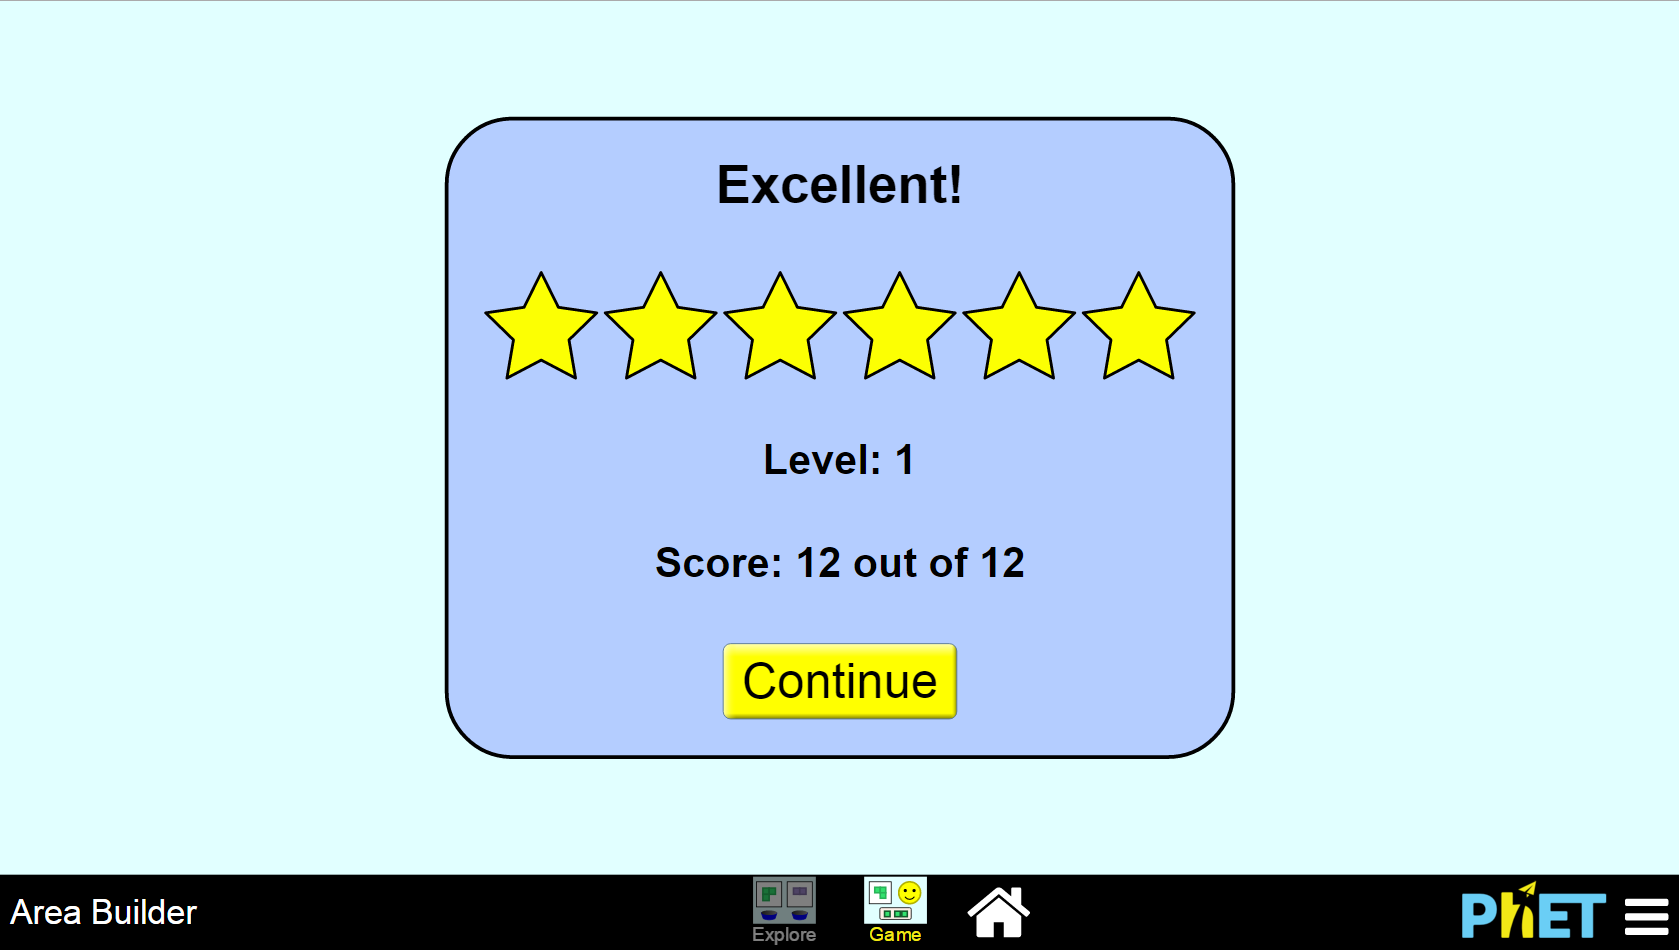 Excellent!
Level: 1
Score: 12 out of 12
Continue
Area Builder
Explore
Game
PhET